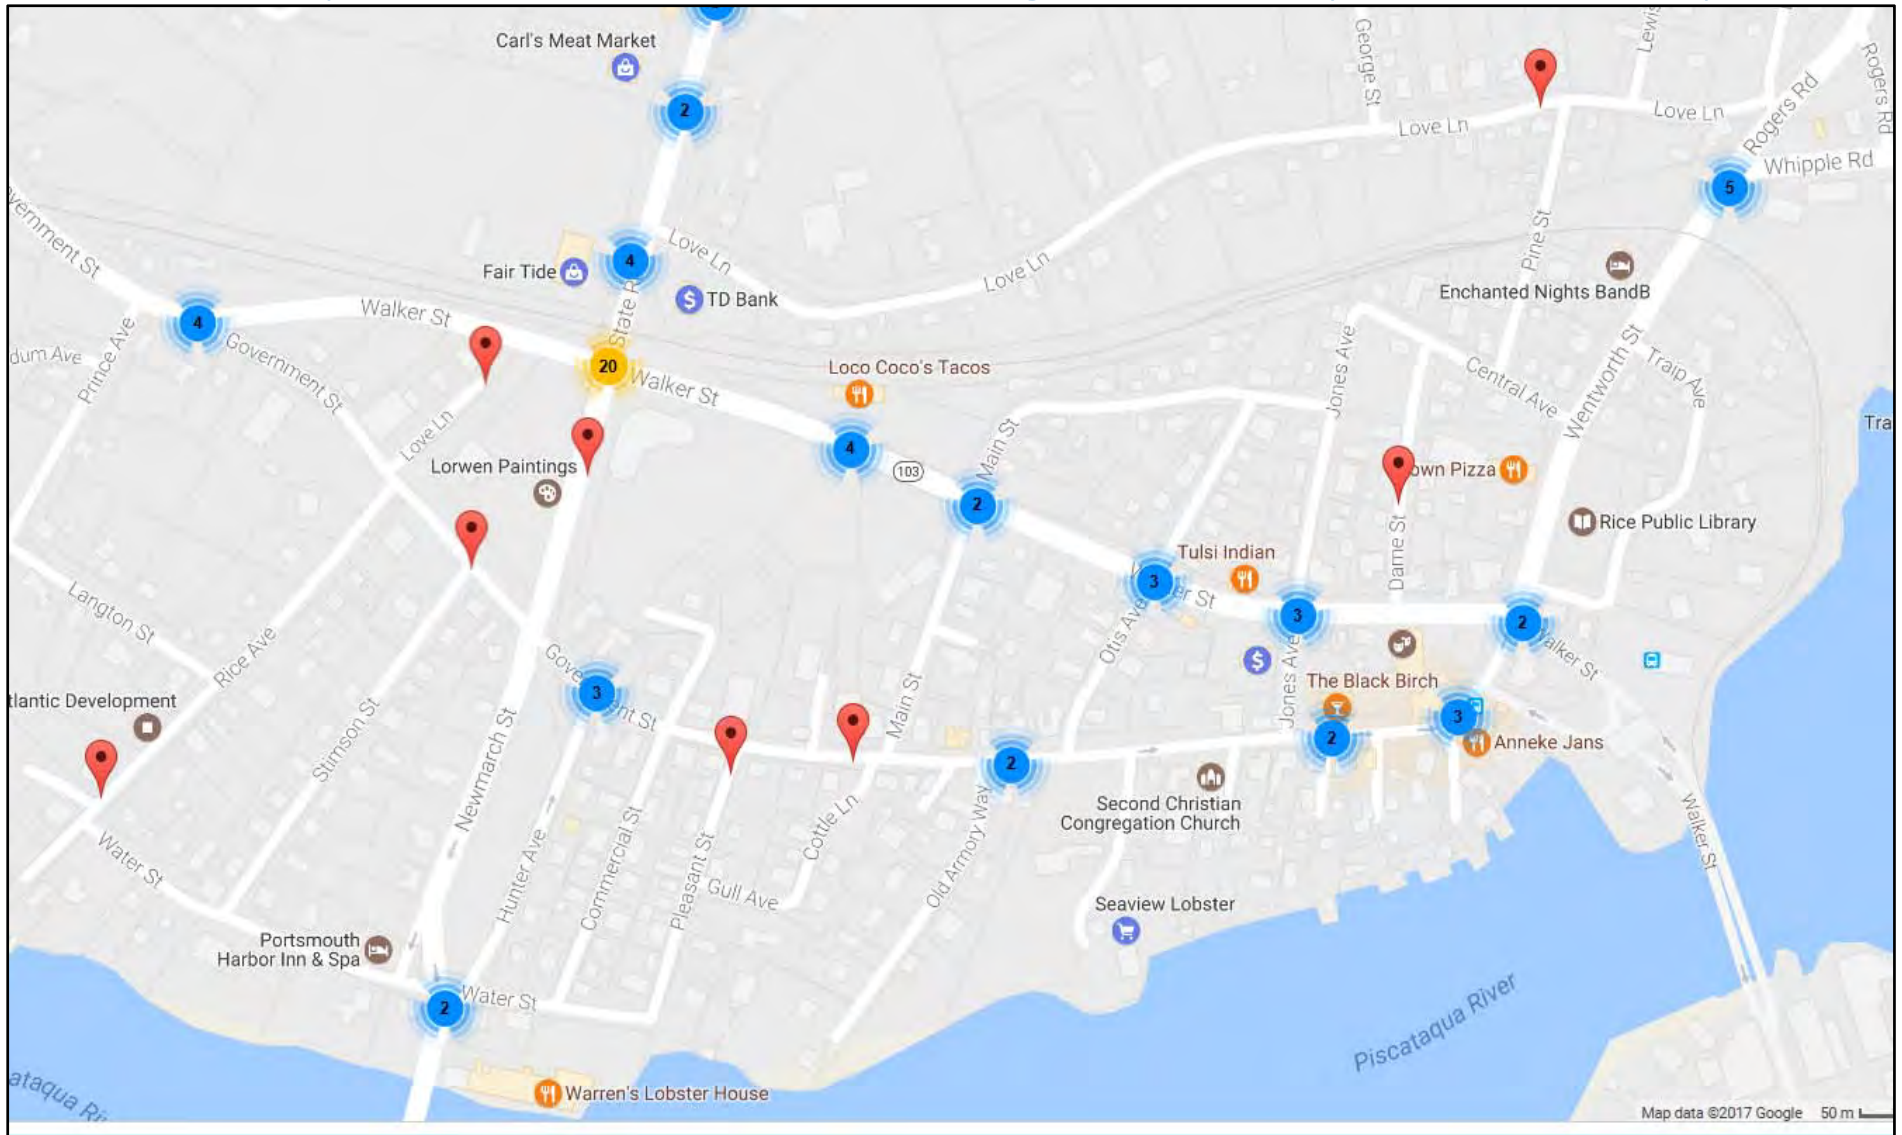 Carl's Meat Market
George St
Lewis
Rogers Rd
Rogers Rd
2
Love Ln
Love Ln
Whipple Rd
5
Pine St
Love Ln
4
Fair Tide
TD Bank
Love Ln
Enchanted Nights BandB
4
Walker St
State R
Prince Ave
dum Ave
Government St
20
Walker St
Loco Coco's Tacos
Jones Ave
Central Ave
Wentworth St
Traip Ave
Love Ln
Lorwen Paintings
4
103
Main St
Tra
2
own Pizza
Rice Public Library
Dame St
Tulsi Indian
3
er St
3
2
Walker St
Langton St
Rice Ave
Otis Ave
Jones Ave
tlantic Development
3
Gove
nt St
Main St
The Black Birch
2
3
Anneke Jans
Stimson St
Newmarch St
2
Second Christian
Congregation Church
Water St
Hunter Ave
Commercial St
Pleasant St
Gull Ave
Cottle Ln
Old Armory Way
Walker St
Seaview Lobster
Portsmouth
Harbor Inn & Spa
2
Water St
Piscataqua River
Warren's Lobster House
Map data ©2017 Google
50 m